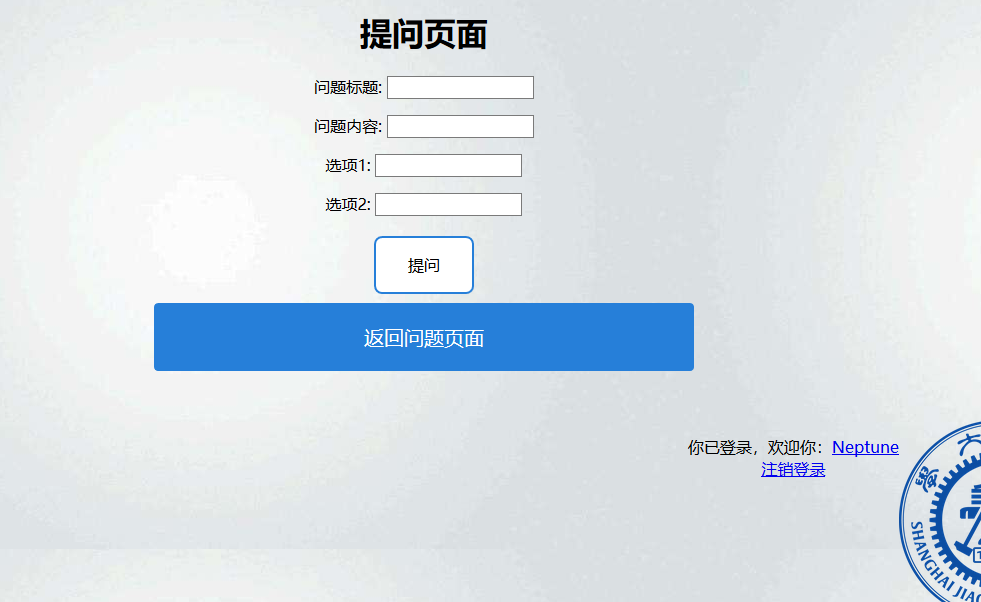 提问页面
问题标题:
问题内容:
选项1:
选项2:
提问
返回问题页面
你已登录，欢迎你：Neptune
注销登录
SHANGHAI JIAO